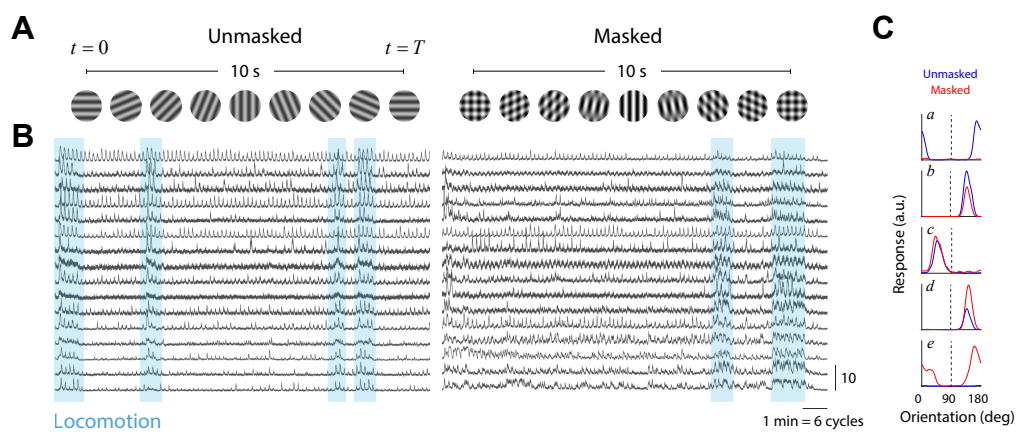 A
Unmasked
Masked
t = 0
t = T
10 s
10 s
B
Locomotion
10
1 min = 6 cycles
C
Unmasked
Masked
a
b
c
d
e
Response (a.u.)
0 90 180
Orientation (deg)